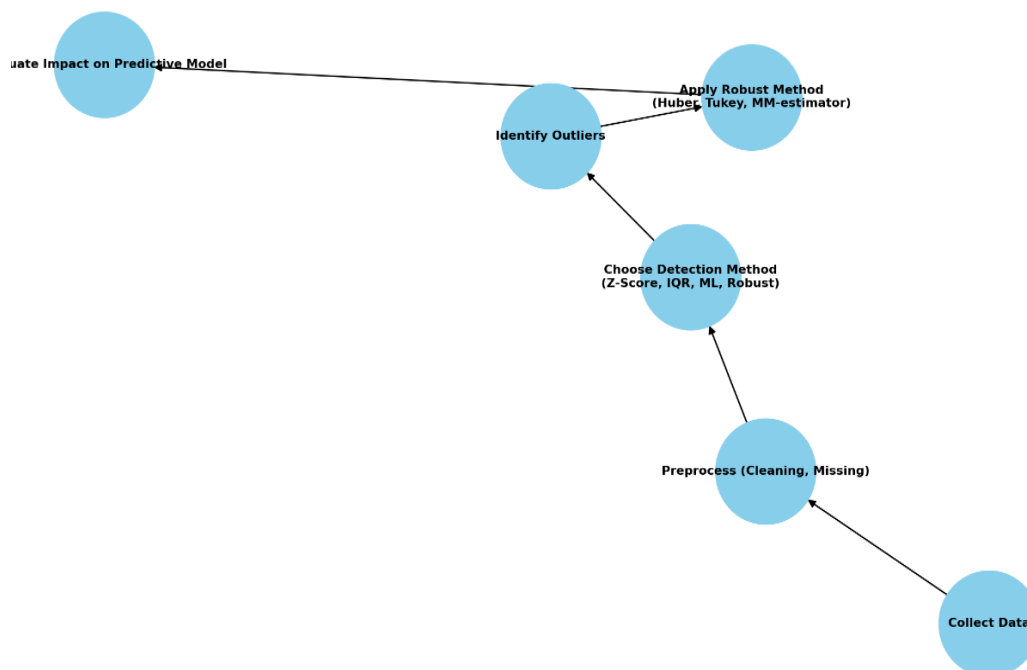 uate Impact on Predictive Model
Apply Robust Method
(Huber, Tukey, MM-estimator)
Identify Outliers
Choose Detection Method
(Z-Score, IQR, ML, Robust)
Preprocess (Cleaning, Missing)
Collect Data